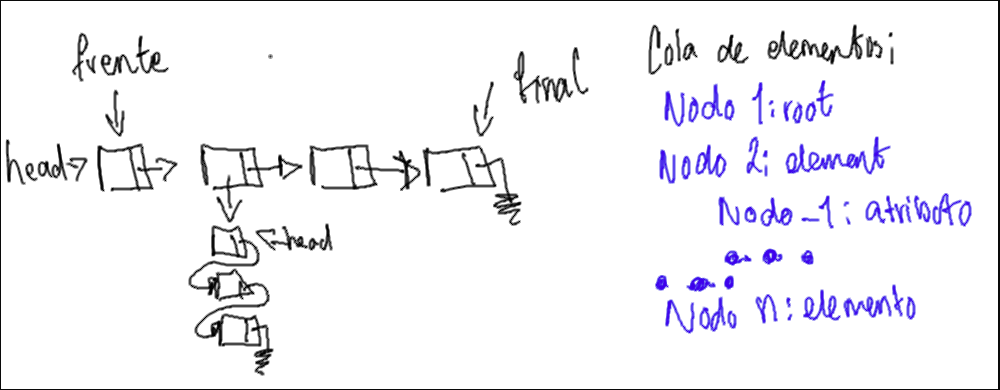 frente
final
head
head
Cola de elementos:
Nodo 1: root
Nodo 2: element
Nodo_1: atributo
Nodo n: elemento